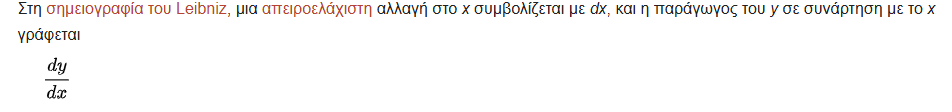 Στη σημειογραφία του Leibniz, μια απειροελάχιστη αλλαγή στο x συμβολίζεται με dx, και η παράγωγος του y σε συνάρτηση με το x
γράφεται
dy
dx